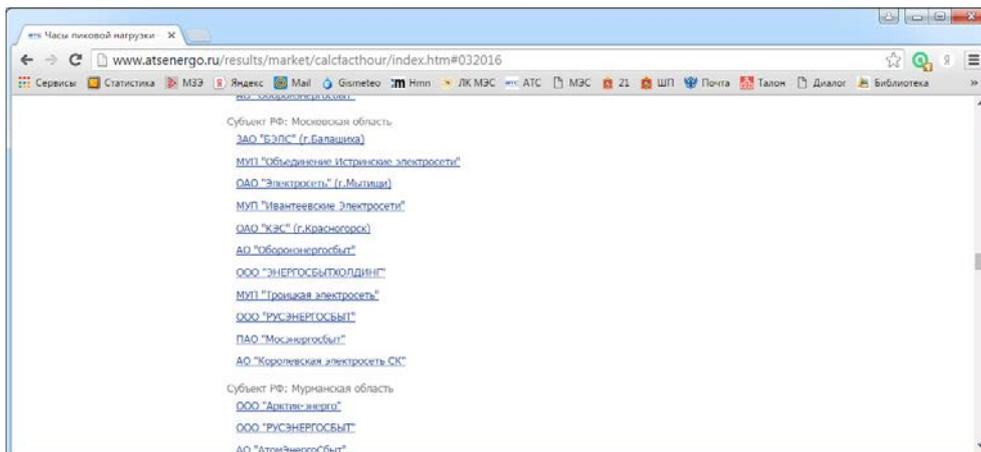 Часы пиковой нагрузки
www.atsenergo.ru/results/market/calcfacthour/index.htm#032016
Сервисы Статистика МЗЭ Яндекс Mail Gismeteo Hmn ЛК МЭС АТС МЭС 21 ШП Почта Талон Диалог Библиотека »
АО "Оборонэнергосбыт"
Субъект РФ: Московская область
ЗАО "БЭЛС" (г.Балашиха)
МУП "Объединение Истринские электросети"
ОАО "Электросеть" (г.Мытищи)
МУП "Ивантеевские Электросети"
ОАО "КЭС" (г.Красногорск)
АО "Оборонэнергосбыт"
ООО "ЭНЕРГОСБЫТХОЛДИНГ"
МУП "Троицкая электросеть"
ООО "РУСЭНЕРГОСБЫТ"
ПАО "Мосэнергосбыт"
АО "Королевская электросеть СК"
Субъект РФ: Мурманская область
ООО "Арктик-энерго"
ООО "РУСЭНЕРГОСБЫТ"
АО "АтомЭнергоСбыт"